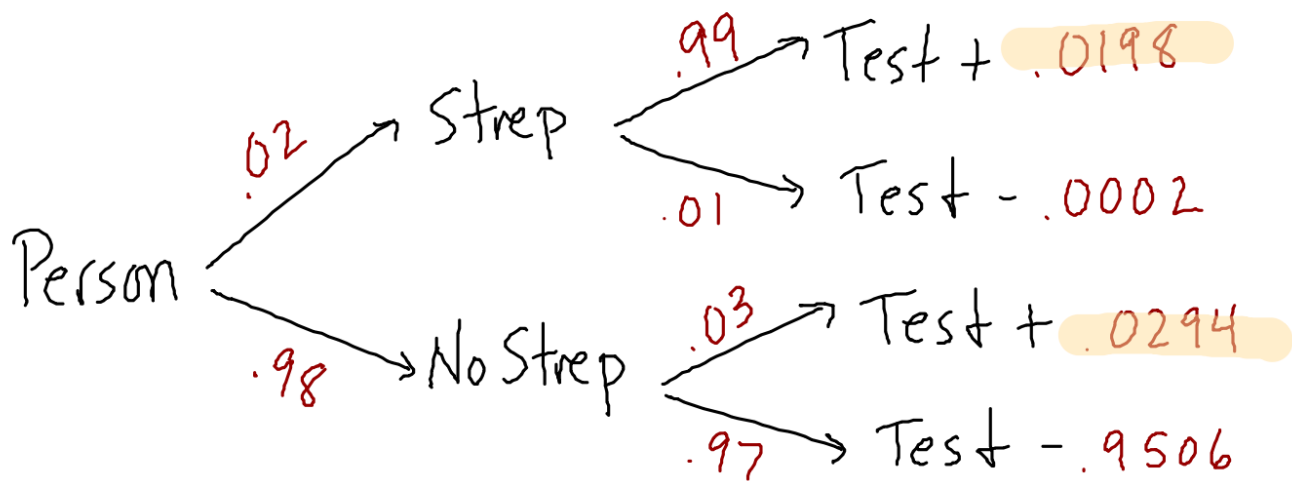 .99
Test + .0198
.02
Strep
.01
Test - .0002
Person
.03
Test + .0294
.98
No Strep
.97
Test - .9506